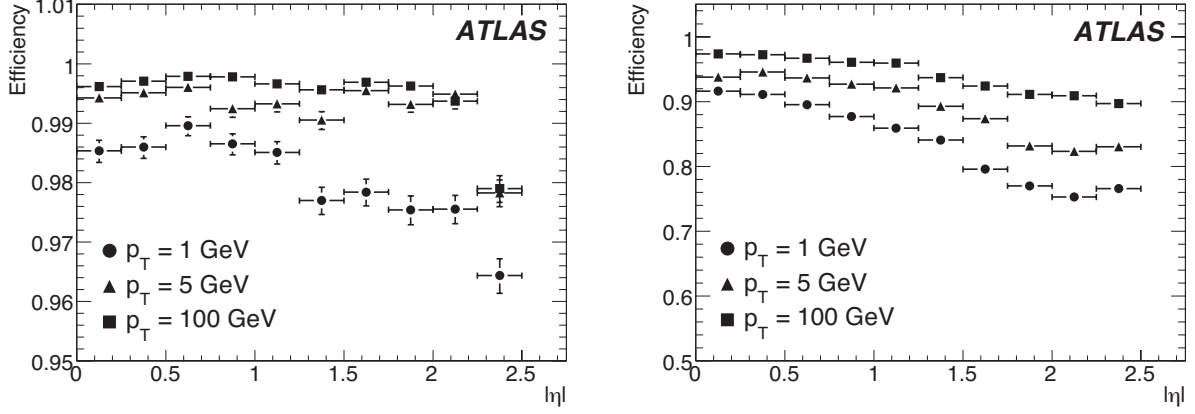 Efficiency
ATLAS
1.01
1
0.99
0.98
0.97
0.96
0.95
p_T = 1 GeV
p_T = 5 GeV
p_T = 100 GeV
0 0.5 1 1.5 2 2.5
|η|
Efficiency
ATLAS
1
0.9
0.8
0.7
0.6
0.5
p_T = 1 GeV
p_T = 5 GeV
p_T = 100 GeV
0 0.5 1 1.5 2 2.5
|η|